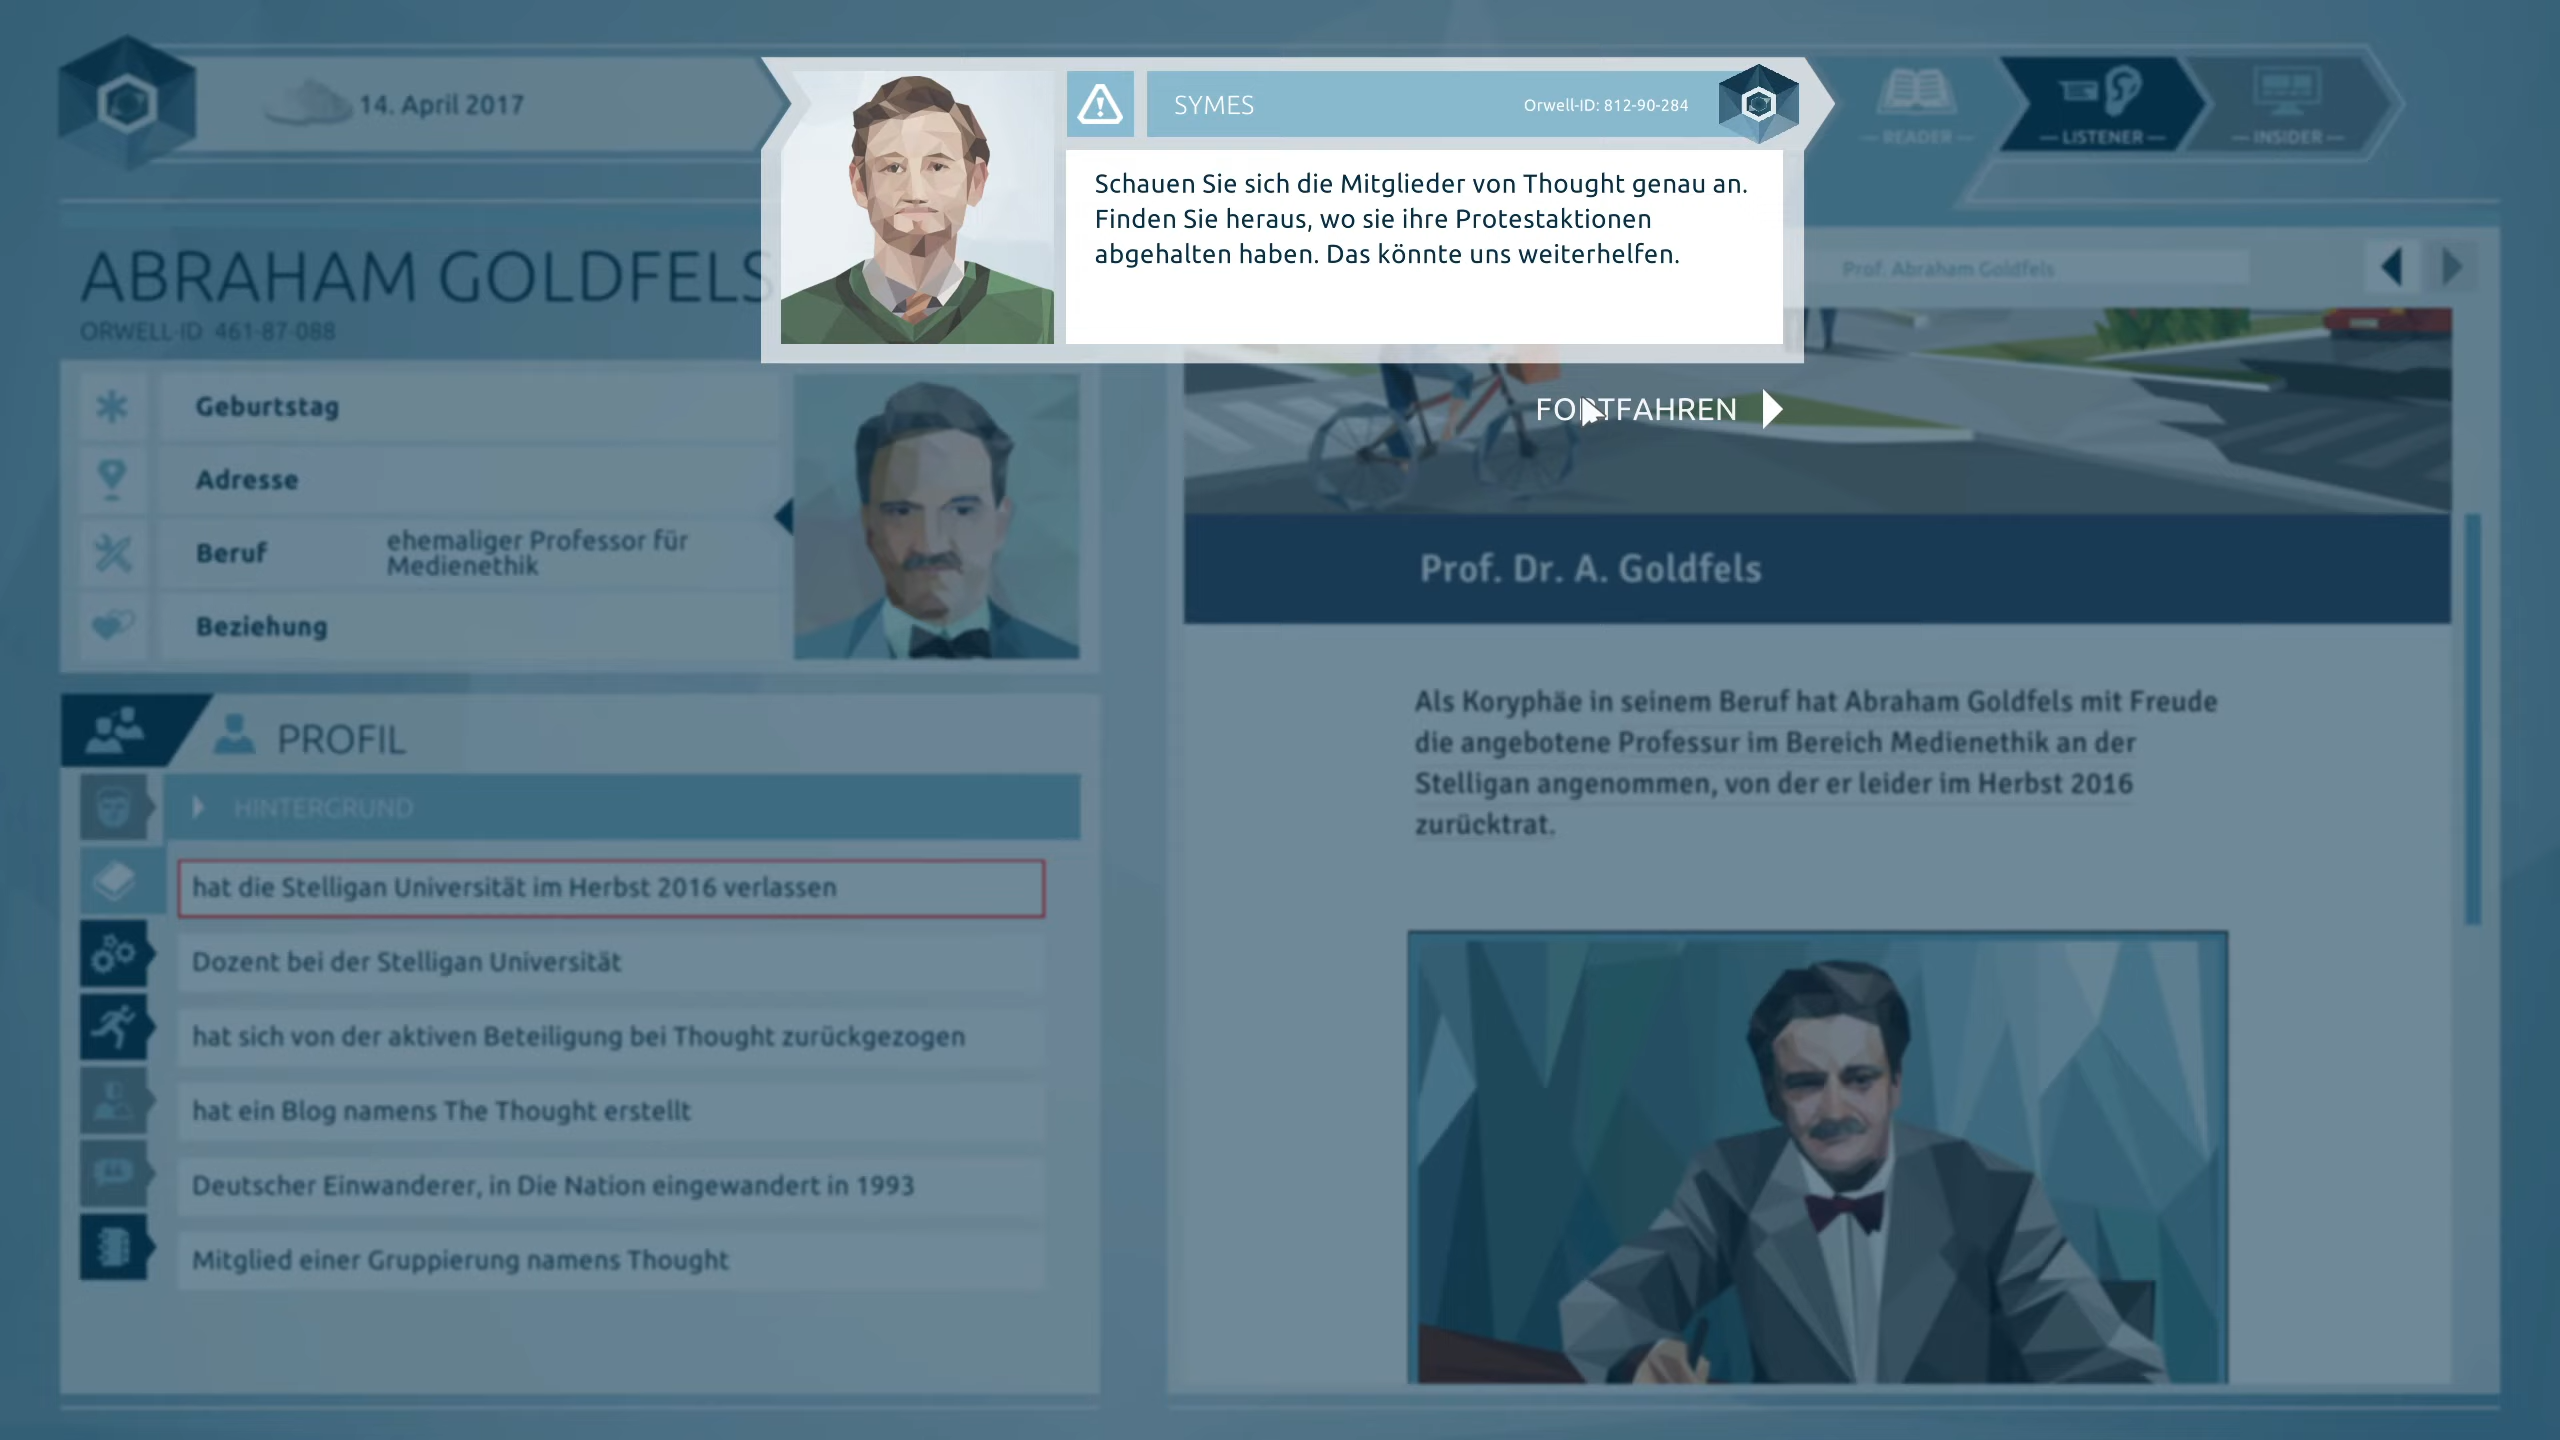 14. April 2017
SYMES
Orwell-ID: 812-90-284
READER
LISTENER
INSIDER
Schauen Sie sich die Mitglieder von Thought genau an.
Finden Sie heraus, wo sie ihre Protestaktionen
abgehalten haben. Das könnte uns weiterhelfen.
FORTFAHREN
ABRAHAM GOLDFELS
ORWELL-ID 461-87-088
Geburtstag
Adresse
Beruf
ehemaliger Professor für
Medienethik
Beziehung
PROFIL
HINTERGRUND
hat die Stelligan Universität im Herbst 2016 verlassen
Dozent bei der Stelligan Universität
hat sich von der aktiven Beteiligung bei Thought zurückgezogen
hat ein Blog namens The Thought erstellt
Deutscher Einwanderer, in Die Nation eingewandert in 1993
Mitglied einer Gruppierung namens Thought
Prof. Abraham Goldfels
Prof. Dr. A. Goldfels
Als Koryphäe in seinem Beruf hat Abraham Goldfels mit Freude
die angebotene Professur im Bereich Medienethik an der
Stelligan angenommen, von der er leider im Herbst 2016
zurücktrat.